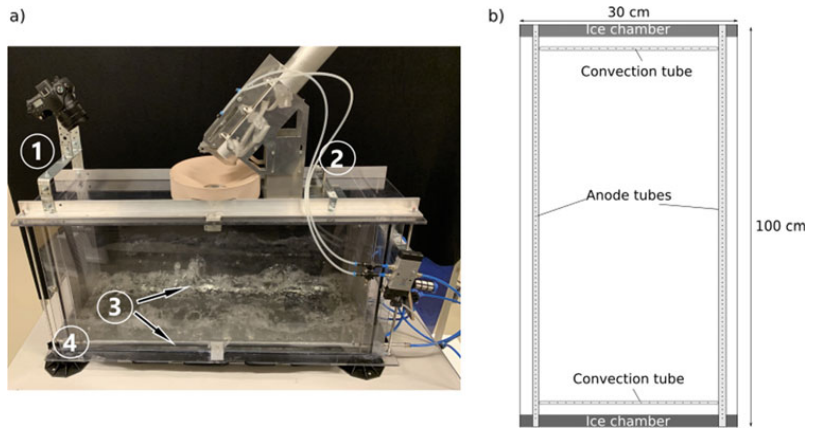 a)
1
2
3
4
b)
30 cm
Ice chamber
Convection tube
Anode tubes
100 cm
Convection tube
Ice chamber